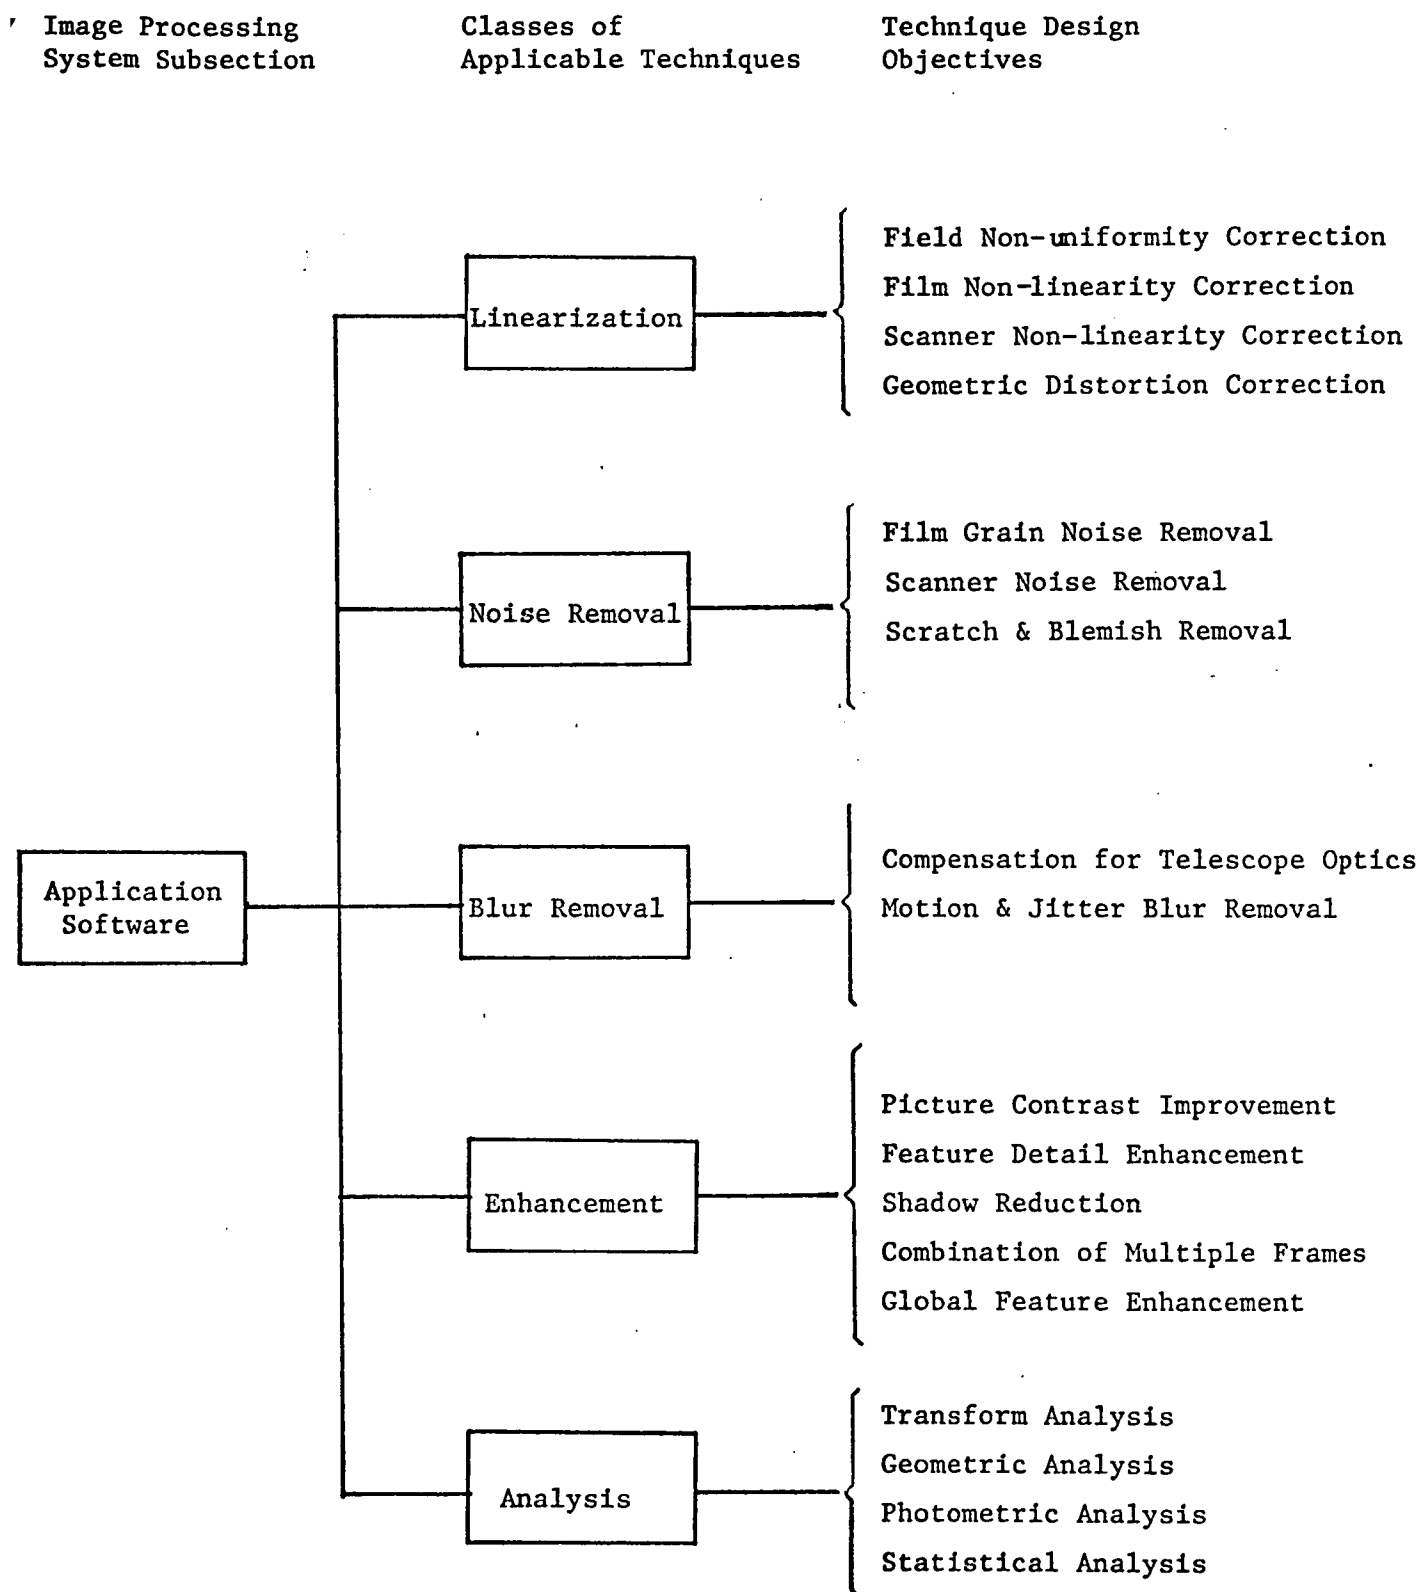 Image Processing
System Subsection
Classes of
Applicable Techniques
Technique Design
Objectives
Application
Software
Linearization
Field Non-uniformity Correction
Film Non-linearity Correction
Scanner Non-linearity Correction
Geometric Distortion Correction
Noise Removal
Film Grain Noise Removal
Scanner Noise Removal
Scratch & Blemish Removal
Blur Removal
Compensation for Telescope Optics
Motion & Jitter Blur Removal
Enhancement
Picture Contrast Improvement
Feature Detail Enhancement
Shadow Reduction
Combination of Multiple Frames
Global Feature Enhancement
Analysis
Transform Analysis
Geometric Analysis
Photometric Analysis
Statistical Analysis